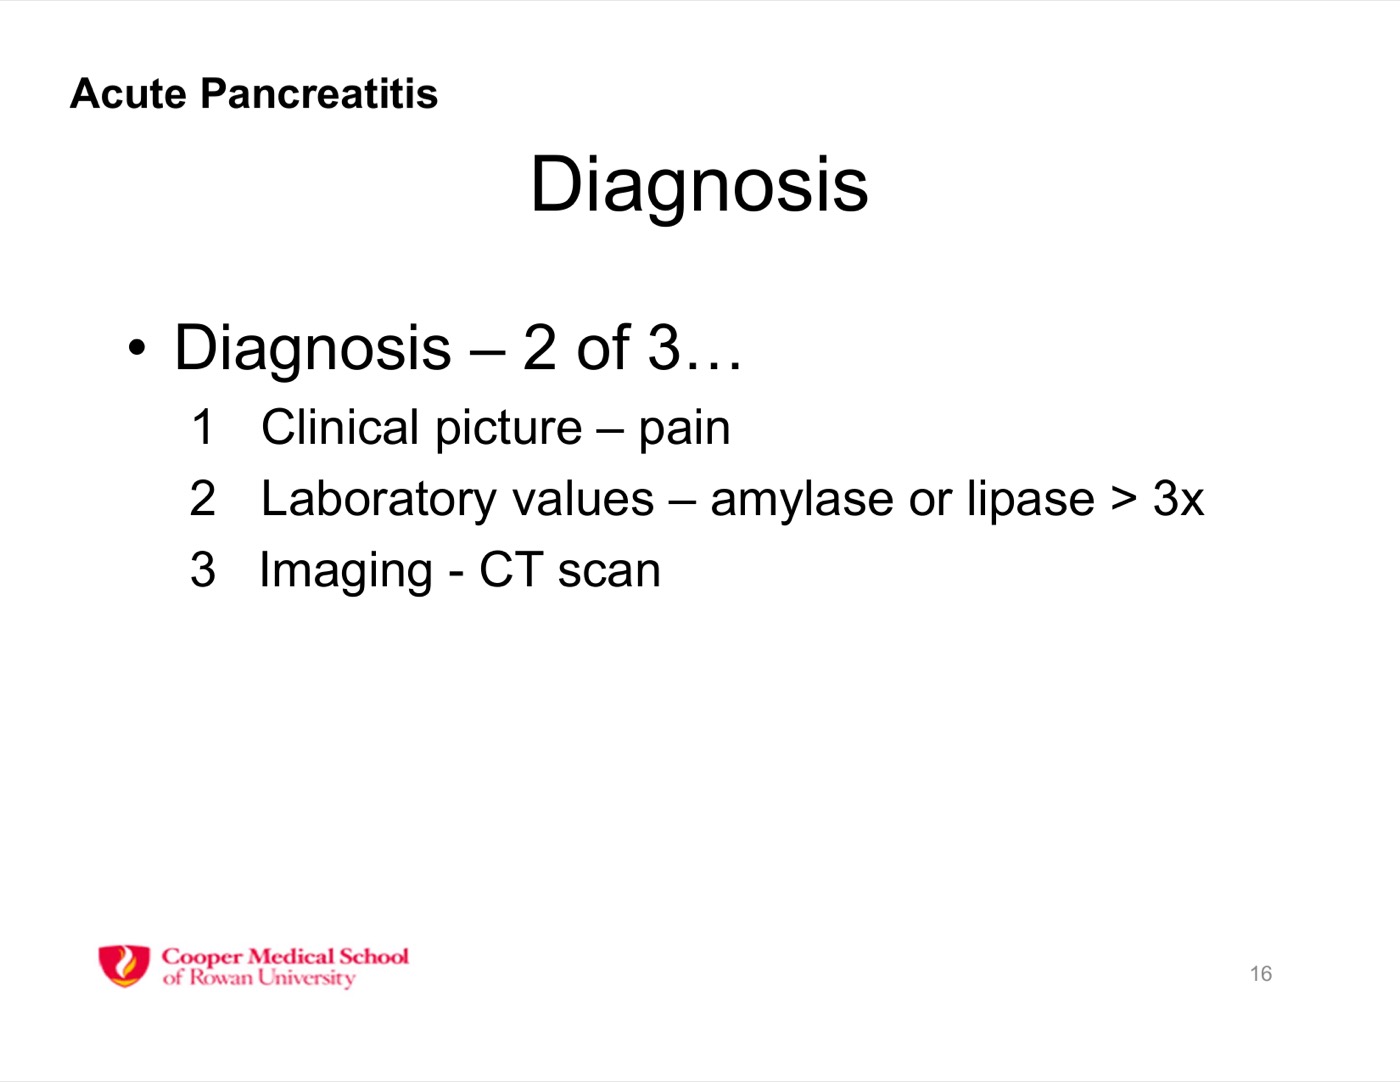 Acute Pancreatitis
Diagnosis
• Diagnosis – 2 of 3…
1 Clinical picture – pain
2 Laboratory values – amylase or lipase > 3x
3 Imaging - CT scan
Cooper Medical School
of Rowan University
16